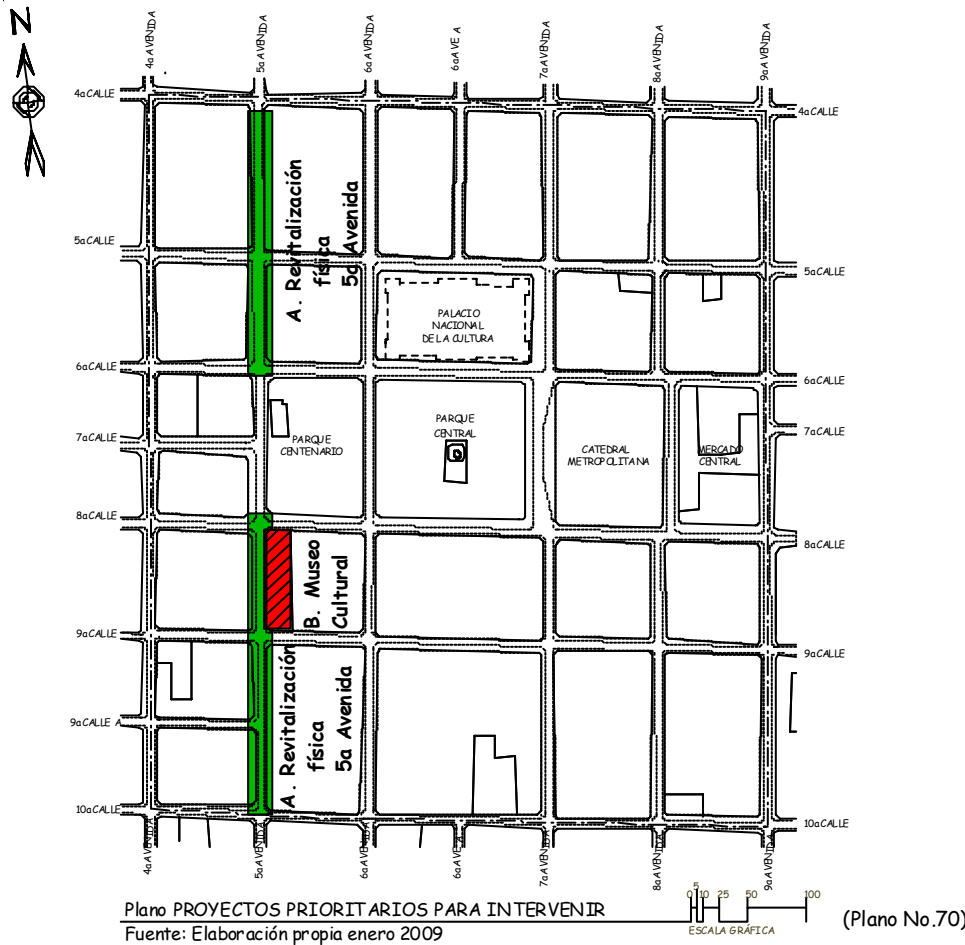 N
4a AVENIDA
5a AVENIDA
6a AVENIDA
6a AVE A
7a AVENIDA
8a AVENIDA
9a AVENIDA
4a CALLE
4a CALLE
A. Revitalización
física
5a Avenida
5a CALLE
5a CALLE
PALACIO
NACIONAL
DE LA CULTURA
6a CALLE
6a CALLE
7a CALLE
7a CALLE
PARQUE
CENTENARIO
PARQUE
CENTRAL
CATEDRAL
METROPOLITANA
MERCADO
CENTRAL
8a CALLE
8a CALLE
B. Museo
Cultural
9a CALLE
9a CALLE
A. Revitalización
física
5a Avenida
9a CALLE A
10a CALLE
10a CALLE
4a AVENIDA
5a AVENIDA
6a AVENIDA
6a AVE A
7a AVENIDA
8a AVENIDA
9a AVENIDA
Plano PROYECTOS PRIORITARIOS PARA INTERVENIR
0 5 10 25 50 100
ESCALA GRÁFICA
(Plano No.70)
Fuente: Elaboración propia enero 2009